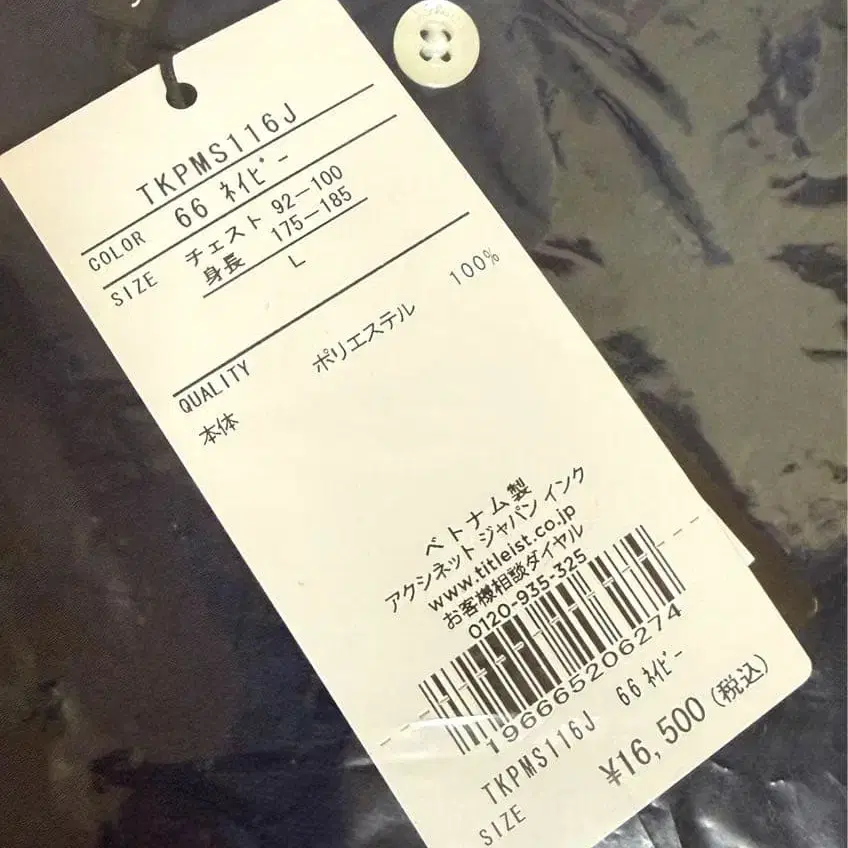 TKPMS116J
COLOR 66 ﾈｲﾋﾞｰ
SIZE チェスト 92-100
身長 175-185
L
QUALITY
本体 ポリエステル 100%
ベトナム製
アクシネット ジャパン インク
www.titleist.co.jp
お客様相談ダイヤル
0120-935-325
196665206274
TKPMS116J 66 ﾈｲﾋﾞｰ
SIZE ¥16,500 (税込)